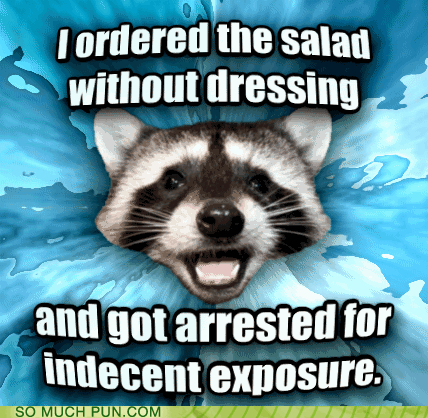 I ordered the salad
without dressing
and got arrested for
indecent exposure.
SO MUCH PUN.COM